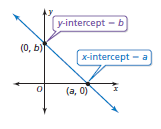 y
y-intercept – b
(0, b)
x-intercept – a
O
(a, 0)
x